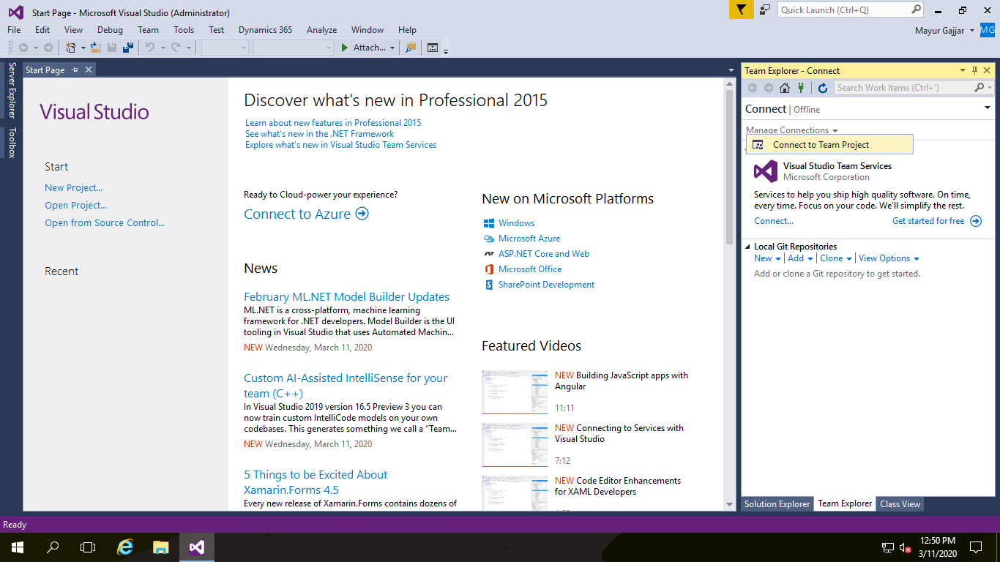 Start Page - Microsoft Visual Studio (Administrator)
Quick Launch (Ctrl+Q)
File Edit View Debug Team Tools Test Dynamics 365 Analyze Window Help
Mayur Gajjar MG
Attach...
Server Explorer
Toolbox
Start Page
Visual Studio
Start
New Project...
Open Project...
Open from Source Control...
Recent
Discover what's new in Professional 2015
Learn about new features in Professional 2015
See what's new in the .NET Framework
Explore what's new in Visual Studio Team Services
Ready to Cloud-power your experience?
Connect to Azure
News
February ML.NET Model Builder Updates
ML.NET is a cross-platform, machine learning
framework for .NET developers. Model Builder is the UI
tooling in Visual Studio that uses Automated Machin...
NEW Wednesday, March 11, 2020
Custom AI-Assisted IntelliSense for your
team (C++)
In Visual Studio 2019 version 16.5 Preview 3 you can
now train custom IntelliCode models on your own
codebases. This generates something we call a “Team...
NEW Wednesday, March 11, 2020
5 Things to be Excited About
Xamarin.Forms 4.5
Every new release of Xamarin.Forms contains dozens of
New on Microsoft Platforms
Windows
Microsoft Azure
ASP.NET Core and Web
Microsoft Office
SharePoint Development
Featured Videos
NEW Building JavaScript apps with
Angular
11:11
NEW Connecting to Services with
Visual Studio
7:12
NEW Code Editor Enhancements
for XAML Developers
Team Explorer - Connect
Search Work Items (Ctrl+')
Connect | Offline
Manage Connections
Connect to Team Project
Visual Studio Team Services
Microsoft Corporation
Services to help you ship high quality software. On time,
every time. Focus on your code. We'll simplify the rest.
Connect...
Get started for free
Local Git Repositories
New | Add | Clone | View Options
Add or clone a Git repository to get started.
Solution Explorer Team Explorer Class View
Ready
12:50 PM
3/11/2020